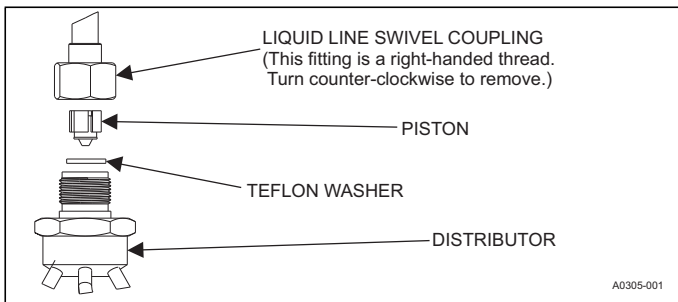 LIQUID LINE SWIVEL COUPLING
(This fitting is a right-handed thread.
Turn counter-clockwise to remove.)
PISTON
TEFLON WASHER
DISTRIBUTOR
A0305-001